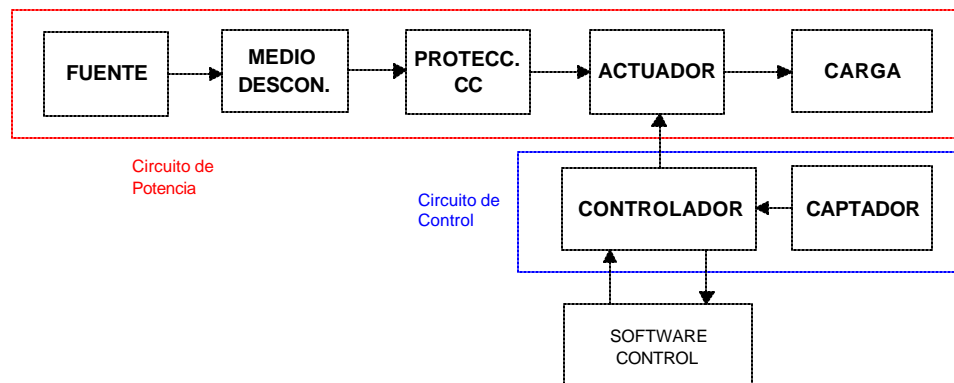 FUENTE
MEDIO
DESCON.
PROTECC.
CC
ACTUADOR
CARGA
Circuito de
Potencia
Circuito de
Control
CONTROLADOR
CAPTADOR
SOFTWARE
CONTROL